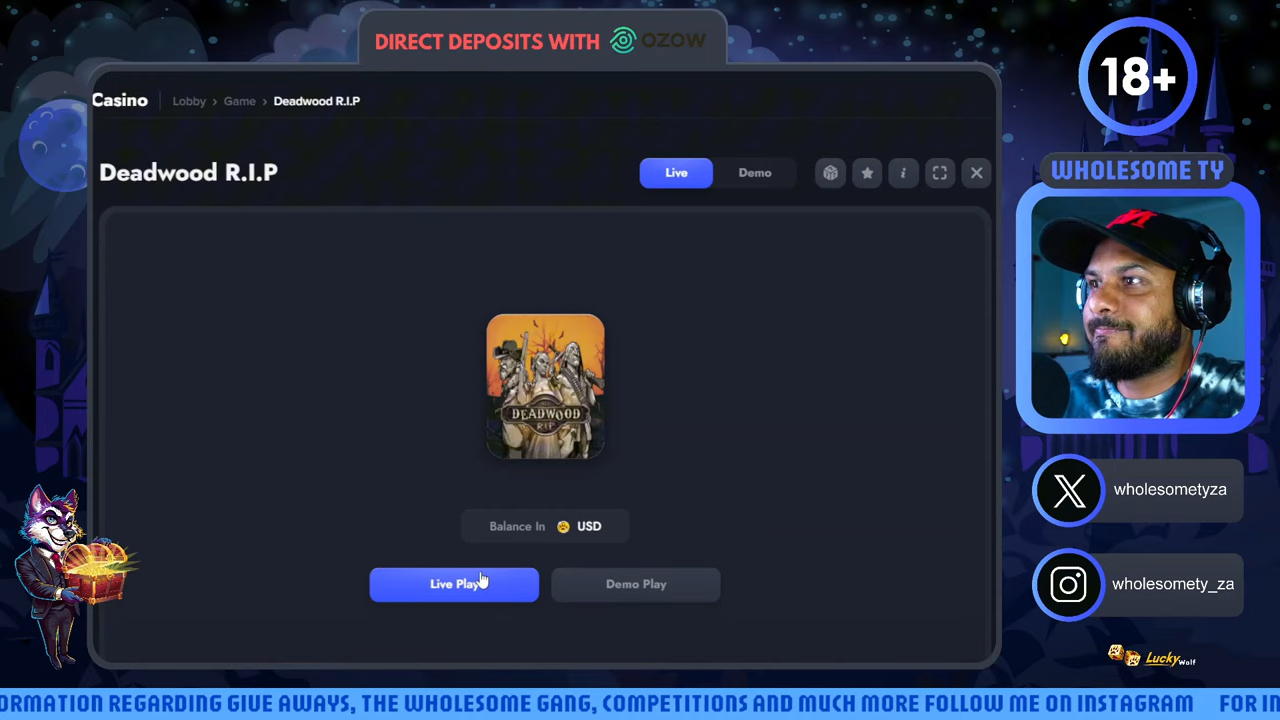 DIRECT DEPOSITS WITH OZOW
18+
Casino
Lobby > Game > Deadwood R.I.P
Deadwood R.I.P
Live
Demo
WHOLESOME TY
DEADWOOD
RIP
Balance In USD
Live Play
Demo Play
wholesometyza
wholesomety_za
Lucky Wolf
ORMATION REGARDING GIVE AWAYS, THE WHOLESOME GANG, COMPETITIONS AND MUCH MORE FOLLOW ME ON INSTAGRAM FOR IN